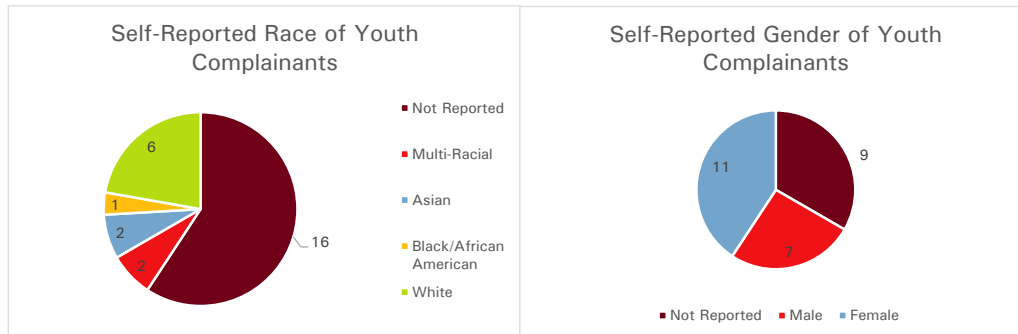 Self-Reported Race of Youth
Complainants
6
1
2
2
16
Not Reported
Multi-Racial
Asian
Black/African
American
White
Self-Reported Gender of Youth
Complainants
11
9
7
Not Reported Male Female